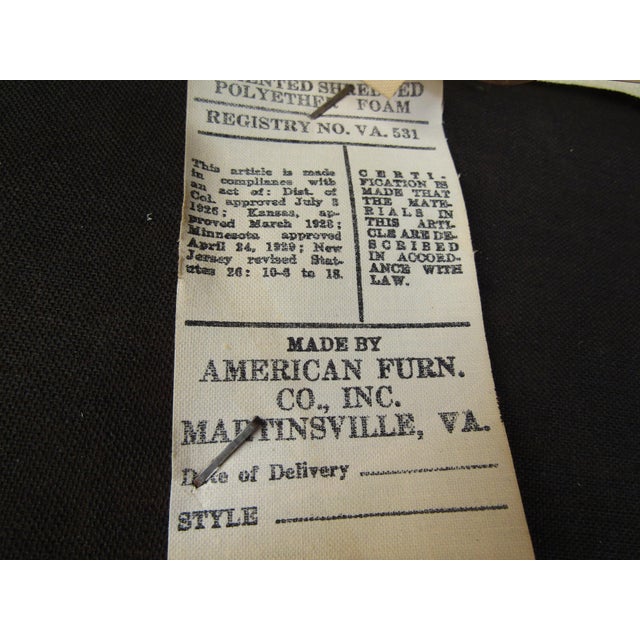 SHREDDED
POLYETHER FOAM
REGISTRY NO. VA. 531
This article is made
in compliance with
an act of: Dist. of
Col. approved July 3
1926; Kansas, ap-
proved March 1923;
Minnesota approved
April 24, 1929; New
Jersey revised Stat-
utes 26: 10-6 to 18.
CERTI-
FICATION IS
MADE THAT
THE MATE-
RIALS IN
THIS ARTI-
CLE ARE DE-
SCRIBED
IN ACCORD-
ANCE WITH
LAW.
MADE BY
AMERICAN FURN.
CO., INC.
MARTINSVILLE, VA.
Date of Delivery
STYLE